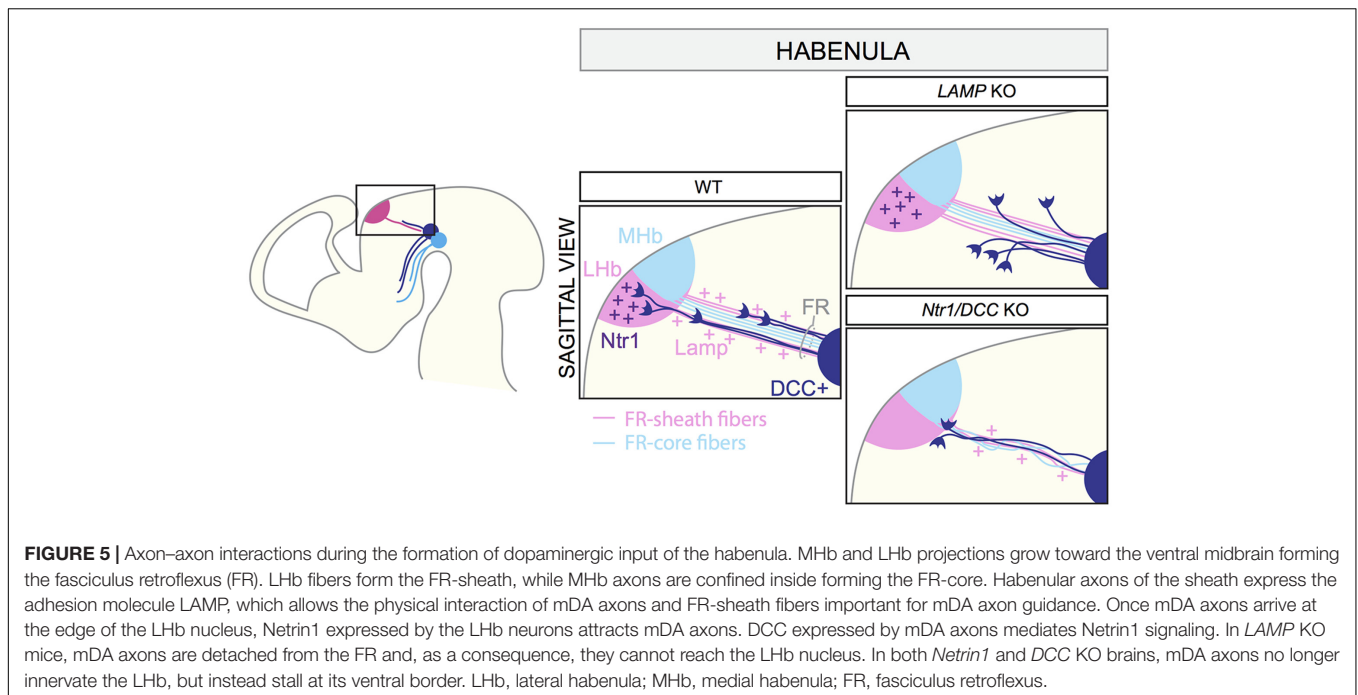 HABENULA
LAMP KO
WT
SAGITTAL VIEW
MHb
LHb
FR
Ntr1
Lamp
DCC+
FR-sheath fibers
FR-core fibers
Ntr1/DCC KO
FIGURE 5 | Axon–axon interactions during the formation of dopaminergic input of the habenula. MHb and LHb projections grow toward the ventral midbrain forming
the fasciculus retroflexus (FR). LHb fibers form the FR-sheath, while MHb axons are confined inside forming the FR-core. Habenular axons of the sheath express the
adhesion molecule LAMP, which allows the physical interaction of mDA axons and FR-sheath fibers important for mDA axon guidance. Once mDA axons arrive at
the edge of the LHb nucleus, Netrin1 expressed by the LHb neurons attracts mDA axons. DCC expressed by mDA axons mediates Netrin1 signaling. In LAMP KO
mice, mDA axons are detached from the FR and, as a consequence, they cannot reach the LHb nucleus. In both Netrin1 and DCC KO brains, mDA axons no longer
innervate the LHb, but instead stall at its ventral border. LHb, lateral habenula; MHb, medial habenula; FR, fasciculus retroflexus.